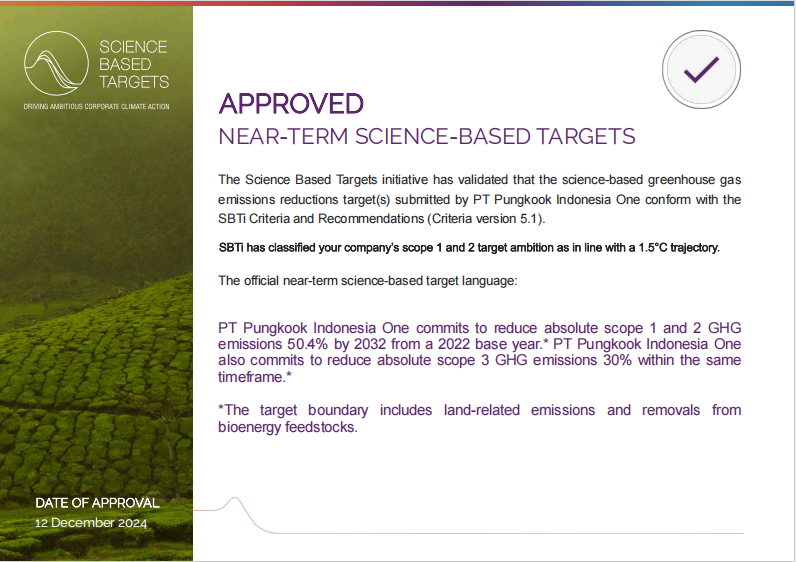 SCIENCE
BASED
TARGETS
DRIVING AMBITIOUS CORPORATE CLIMATE ACTION
APPROVED
NEAR-TERM SCIENCE-BASED TARGETS
The Science Based Targets initiative has validated that the science-based greenhouse gas
emissions reductions target(s) submitted by PT Pungkook Indonesia One conform with the
SBTi Criteria and Recommendations (Criteria version 5.1).
SBTi has classified your company's scope 1 and 2 target ambition as in line with a 1.5°C trajectory.
The official near-term science-based target language:
PT Pungkook Indonesia One commits to reduce absolute scope 1 and 2 GHG
emissions 50.4% by 2032 from a 2022 base year.* PT Pungkook Indonesia One
also commits to reduce absolute scope 3 GHG emissions 30% within the same
timeframe.*
*The target boundary includes land-related emissions and removals from
bioenergy feedstocks.
DATE OF APPROVAL
12 December 2024